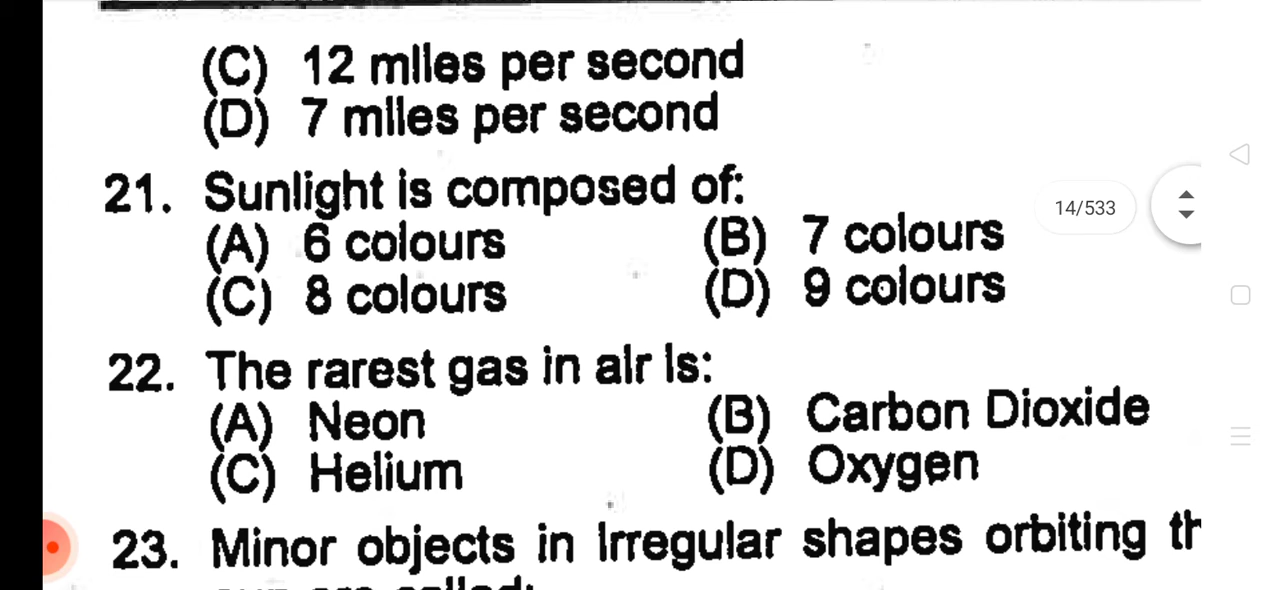 (C) 12 miles per second
(D) 7 miles per second
21. Sunlight is composed of:
(A) 6 colours (B) 7 colours
14/533
(C) 8 colours (D) 9 colours
22. The rarest gas in air is:
(A) Neon (B) Carbon Dioxide
(C) Helium (D) Oxygen
23. Minor objects in irregular shapes orbiting th
called: